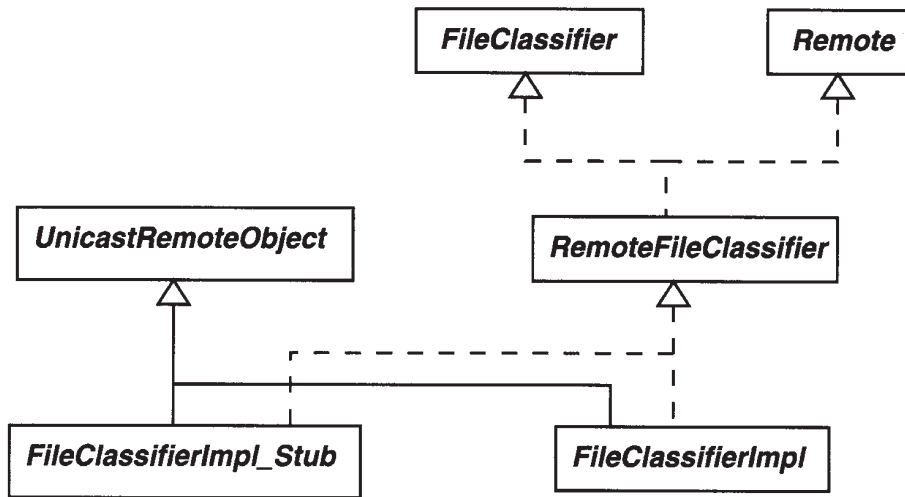 FileClassifier
Remote
UnicastRemoteObject
RemoteFileClassifier
FileClassifierImpl_Stub
FileClassifierImpl